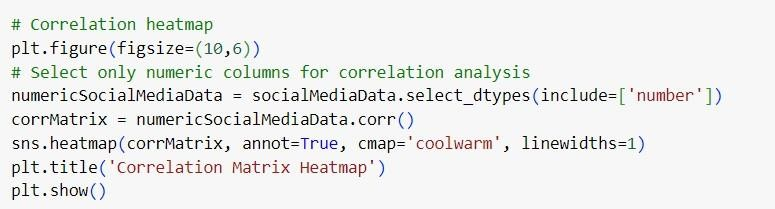 # Correlation heatmap
plt.figure(figsize=(10,6))
# Select only numeric columns for correlation analysis
numericSocialMediaData = socialMediaData.select_dtypes(include=['number'])
corrMatrix = numericSocialMediaData.corr()
sns.heatmap(corrMatrix, annot=True, cmap='coolwarm', linewidths=1)
plt.title('Correlation Matrix Heatmap')
plt.show()